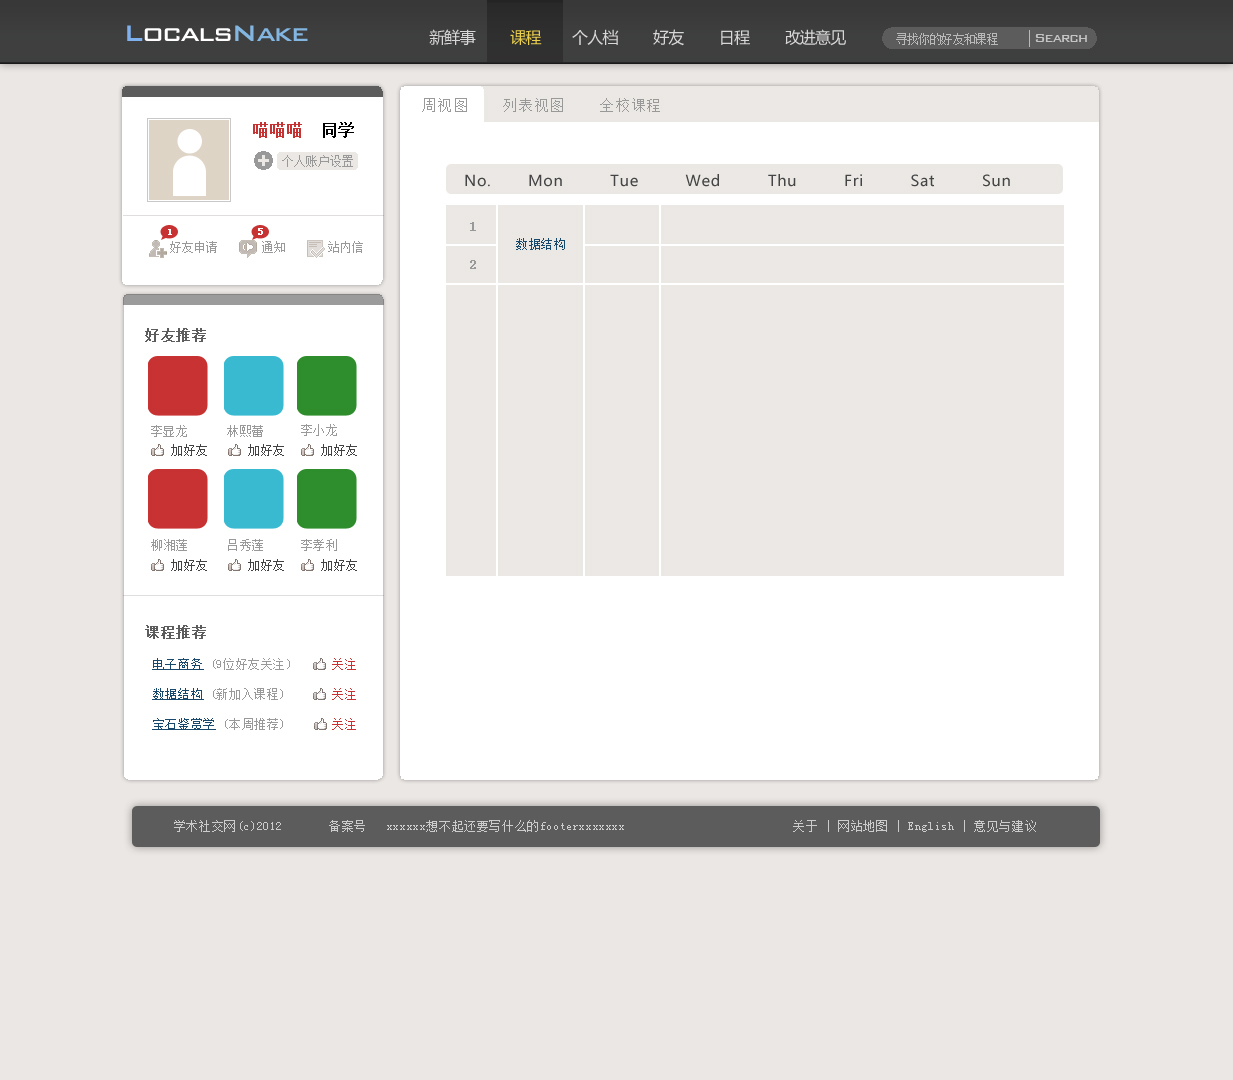 LocalsNake 新鲜事 课程 个人档 好友 日程 改进意见 寻找你的好友和课程 Search
喵喵喵 同学
个人账户设置
1 5
好友申请 通知 站内信
好友推荐
李显龙 林熙蕾 李小龙
加好友 加好友 加好友
柳湘莲 吕秀莲 李孝利
加好友 加好友 加好友
课程推荐
电子商务 (9位好友关注) 关注
数据结构 (新加入课程) 关注
宝石鉴赏学 (本周推荐) 关注
周视图 列表视图 全校课程
No. Mon Tue Wed Thu Fri Sat Sun
1
数据结构
2
学术社交网(c)2012 备案号 xxxxxx想不起还要写什么的footerxxxxxxx 关于 | 网站地图 | English | 意见与建议